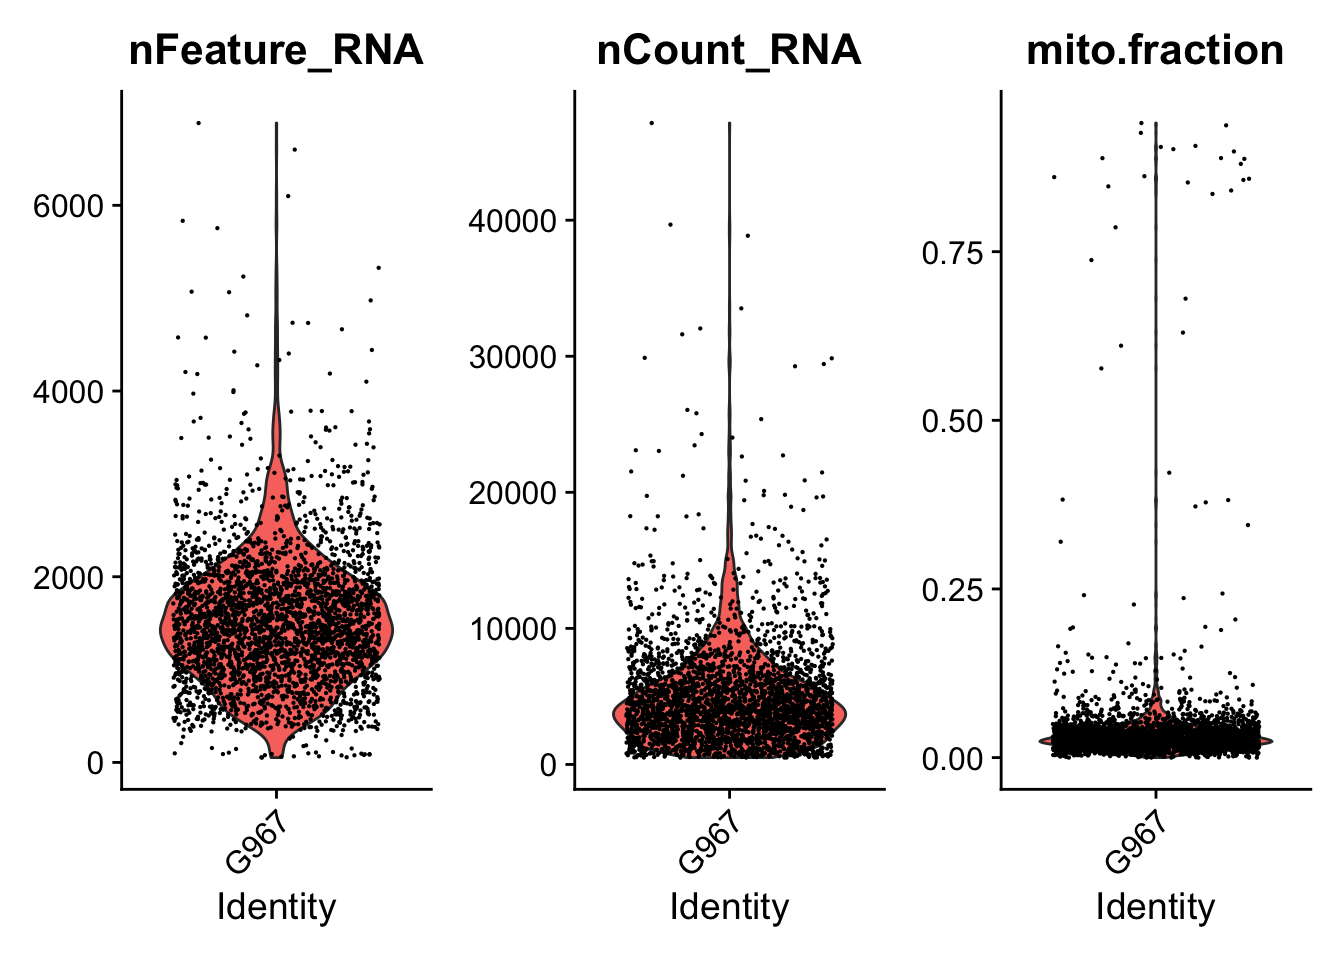 nFeature_RNA
6000
4000
2000
0
G967
Identity
nCount_RNA
40000
30000
20000
10000
0
G967
Identity
mito.fraction
0.75
0.50
0.25
0.00
G967
Identity